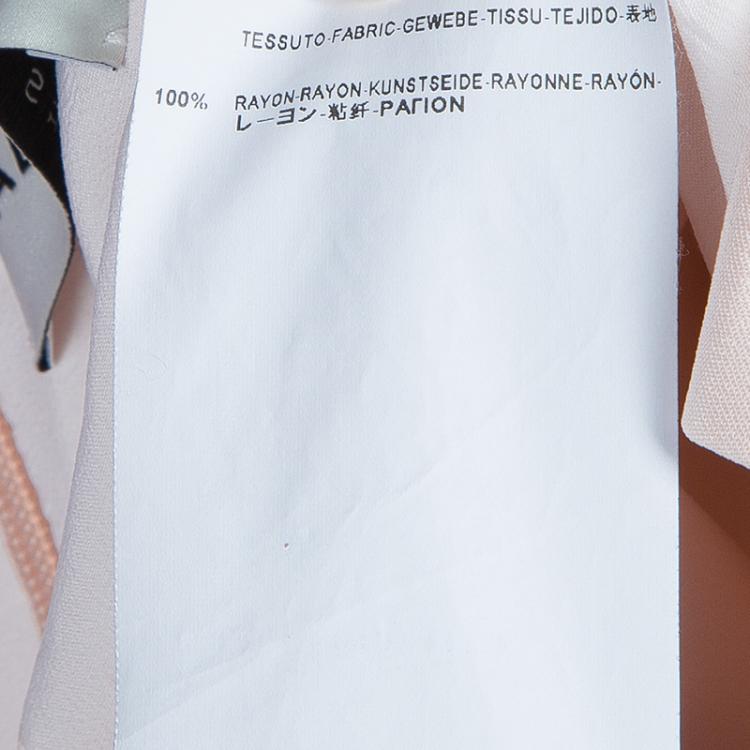 TESSUTO-FABRIC-GEWEBE-TISSU-TEJIDO-表地
100% RAYON-RAYON-KUNSTSEIDE-RAYONNE-RAYÓN-
レーヨン-粘纤-РАГІОN